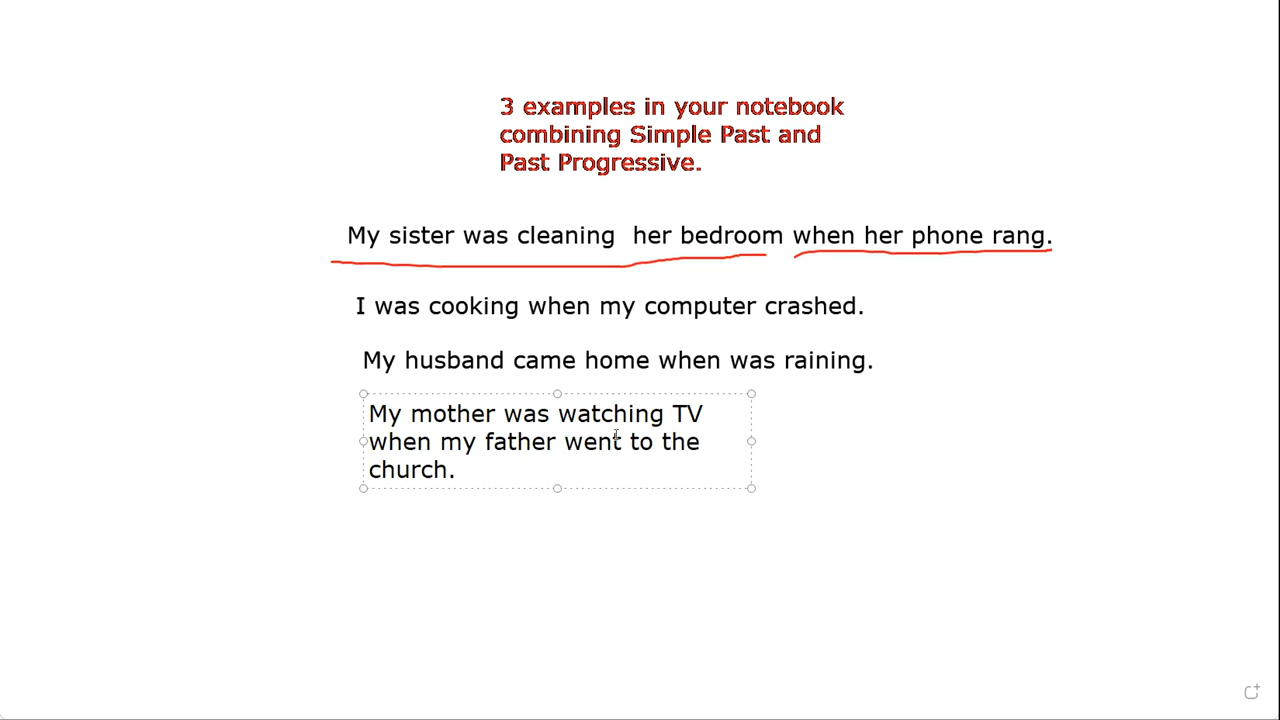 3 examples in your notebook
combining Simple Past and
Past Progressive.
My sister was cleaning  her bedroom when her phone rang.
I was cooking when my computer crashed.
My husband came home when was raining.
My mother was watching TV
when my father went to the
church.